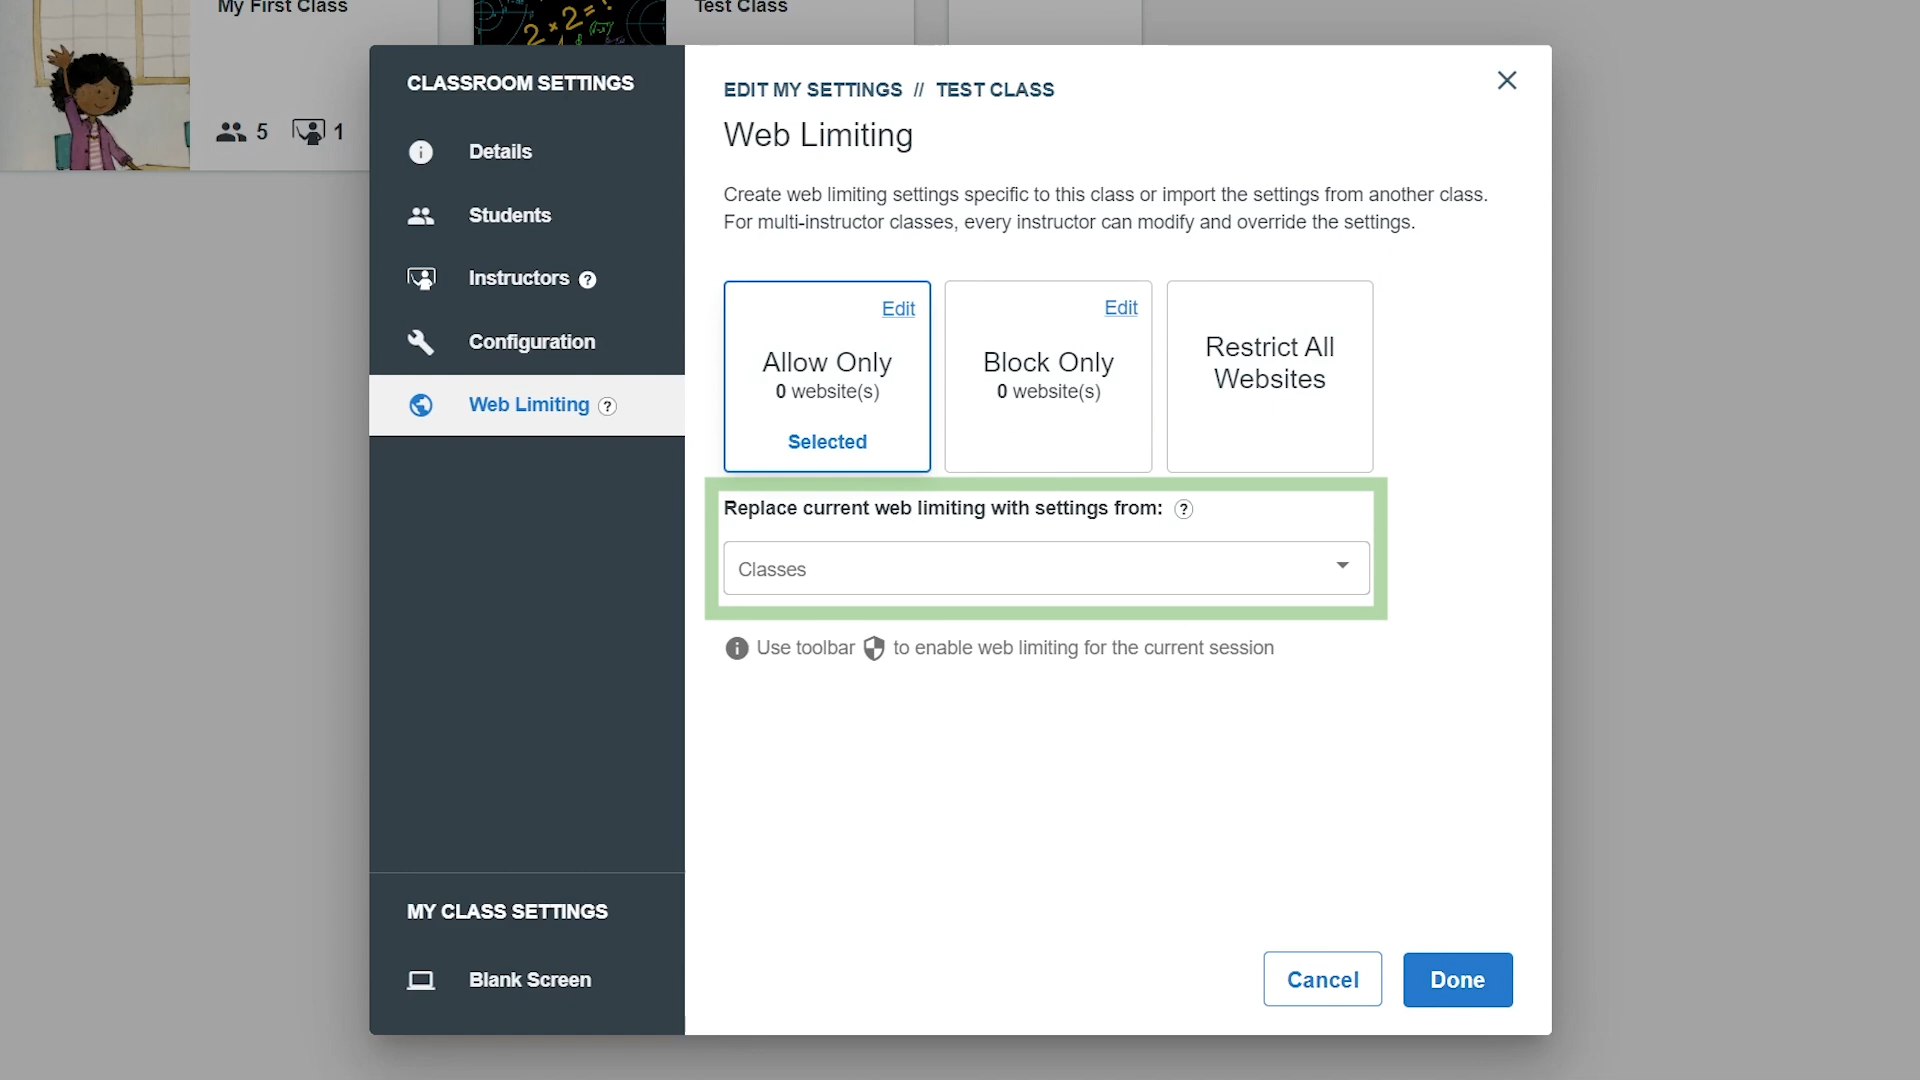 My First Class
5
1
2 × 2 = ?
Test Class
CLASSROOM SETTINGS
Details
Students
Instructors ?
Configuration
Web Limiting ?
MY CLASS SETTINGS
Blank Screen
EDIT MY SETTINGS // TEST CLASS
Web Limiting
Create web limiting settings specific to this class or import the settings from another class.
For multi-instructor classes, every instructor can modify and override the settings.
Edit
Allow Only
0 website(s)
Selected
Edit
Block Only
0 website(s)
Restrict All
Websites
Replace current web limiting with settings from: ?
Classes
Use toolbar to enable web limiting for the current session
Cancel
Done